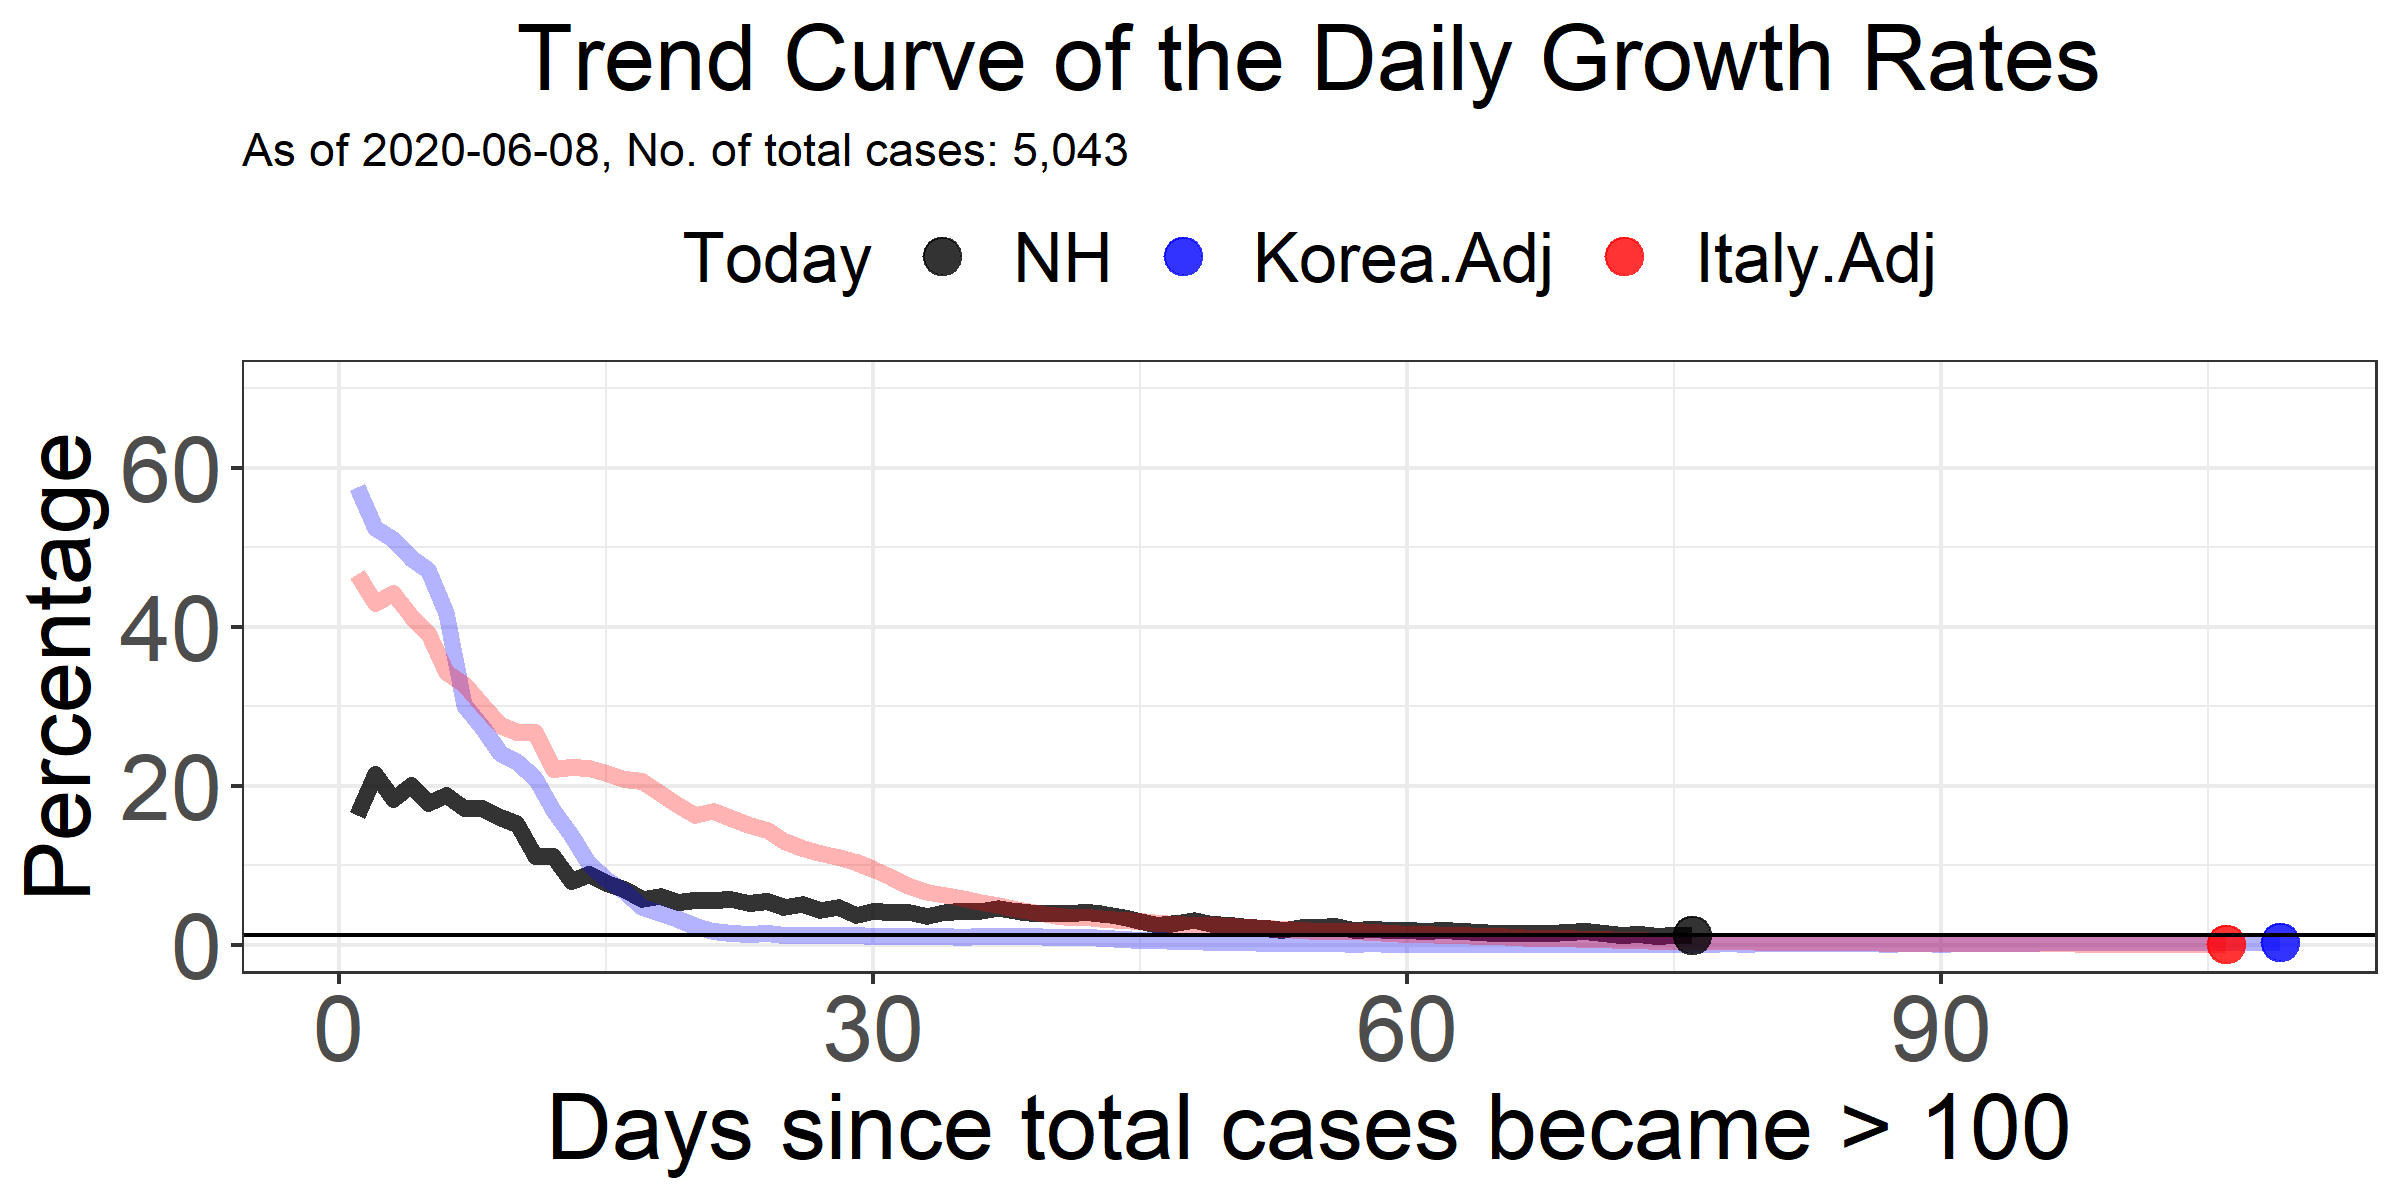 Trend Curve of the Daily Growth Rates
As of 2020-06-08, No. of total cases: 5,043
Today NH Korea.Adj Italy.Adj
Percentage
60
40
20
0
0 30 60 90
Days since total cases became > 100